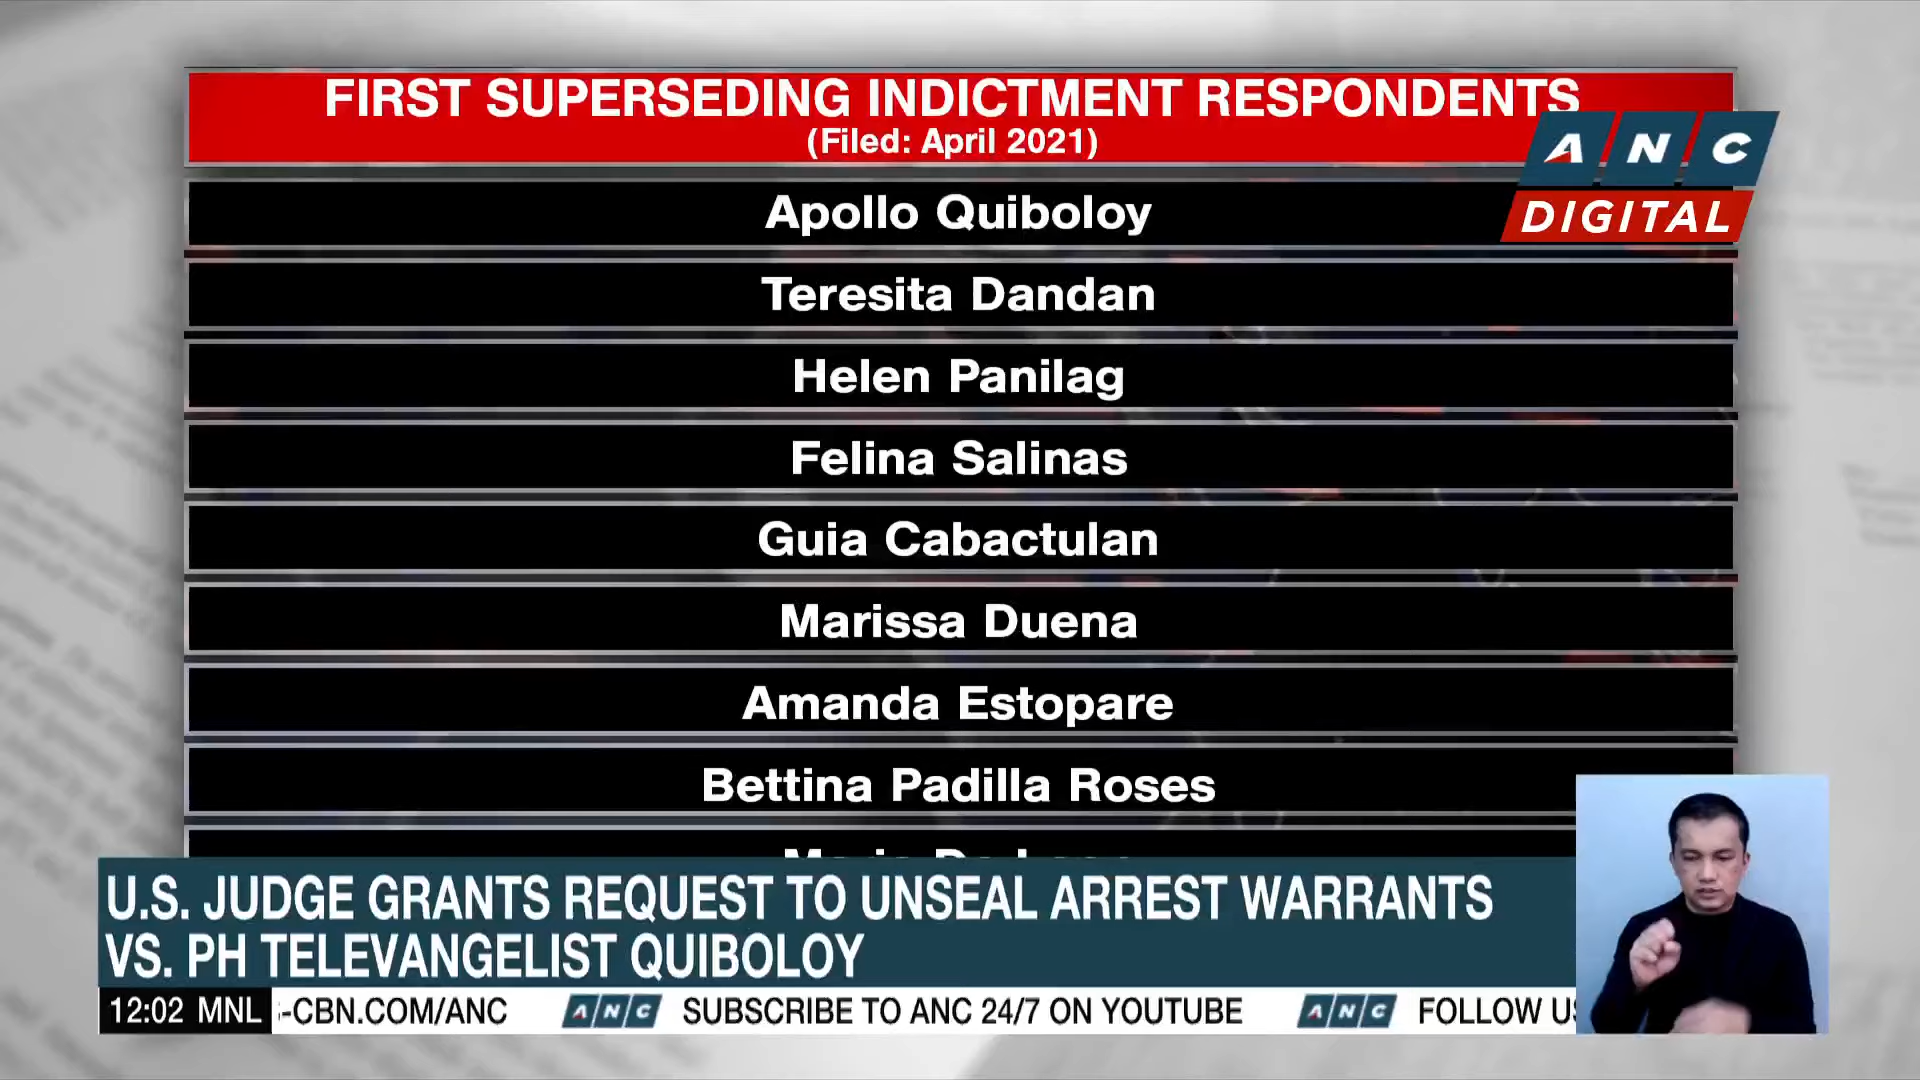 FIRST SUPERSEDING INDICTMENT RESPONDENTS
(Filed: April 2021)
ANC
DIGITAL
Apollo Quiboloy
Teresita Dandan
Helen Panilag
Felina Salinas
Guia Cabactulan
Marissa Duena
Amanda Estopare
Bettina Padilla Roses
U.S. JUDGE GRANTS REQUEST TO UNSEAL ARREST WARRANTS
VS. PH TELEVANGELIST QUIBOLOY
12:02 MNL -CBN.COM/ANC ANC SUBSCRIBE TO ANC 24/7 ON YOUTUBE ANC FOLLOW US